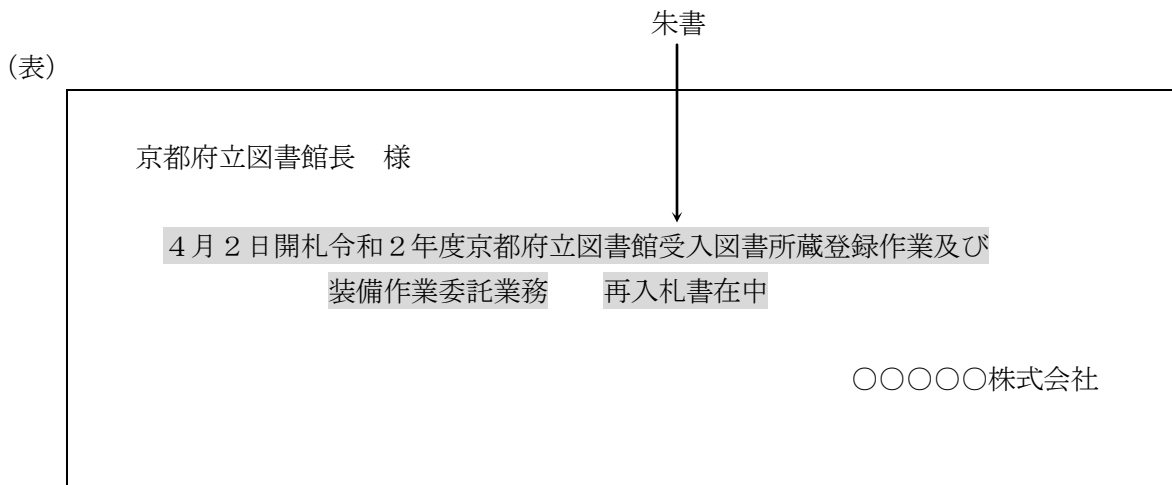 朱書
（表）
京都府立図書館長　様
４月２日開札令和２年度京都府立図書館受入図書所蔵登録作業及び
装備作業委託業務　　再入札書在中
○○○○○株式会社